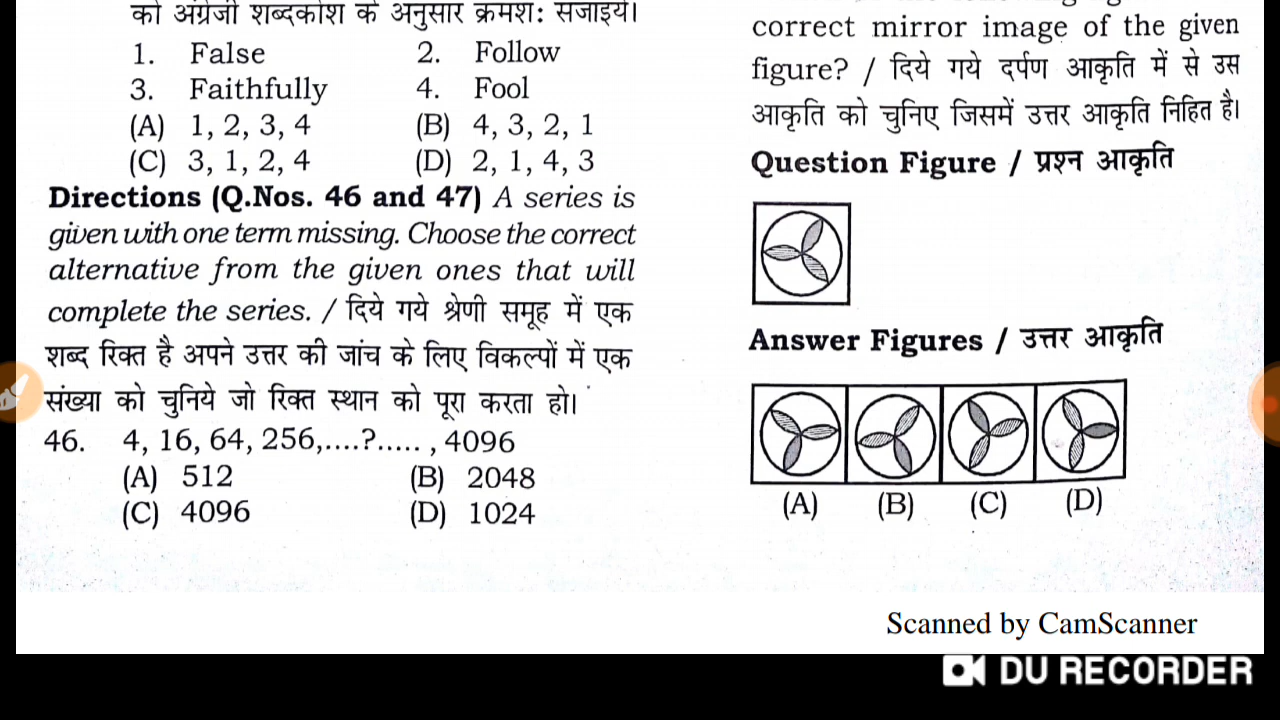 को अंग्रेजी शब्दकोश के अनुसार क्रमशः सजाइये।
1. False 2. Follow
3. Faithfully 4. Fool
(A) 1, 2, 3, 4 (B) 4, 3, 2, 1
(C) 3, 1, 2, 4 (D) 2, 1, 4, 3
Directions (Q.Nos. 46 and 47) A series is
given with one term missing. Choose the correct
alternative from the given ones that will
complete the series. / दिये गये श्रेणी समूह में एक
शब्द रिक्त है अपने उत्तर की जांच के लिए विकल्पों में एक
संख्या को चुनिये जो रिक्त स्थान को पूरा करता हो।
46. 4, 16, 64, 256,....?..... , 4096
(A) 512 (B) 2048
(C) 4096 (D) 1024
correct mirror image of the given
figure? / दिये गये दर्पण आकृति में से उस
आकृति को चुनिए जिसमें उत्तर आकृति निहित है।
Question Figure / प्रश्न आकृति
Answer Figures / उत्तर आकृति
(A) (B) (C) (D)
Scanned by CamScanner
DU RECORDER